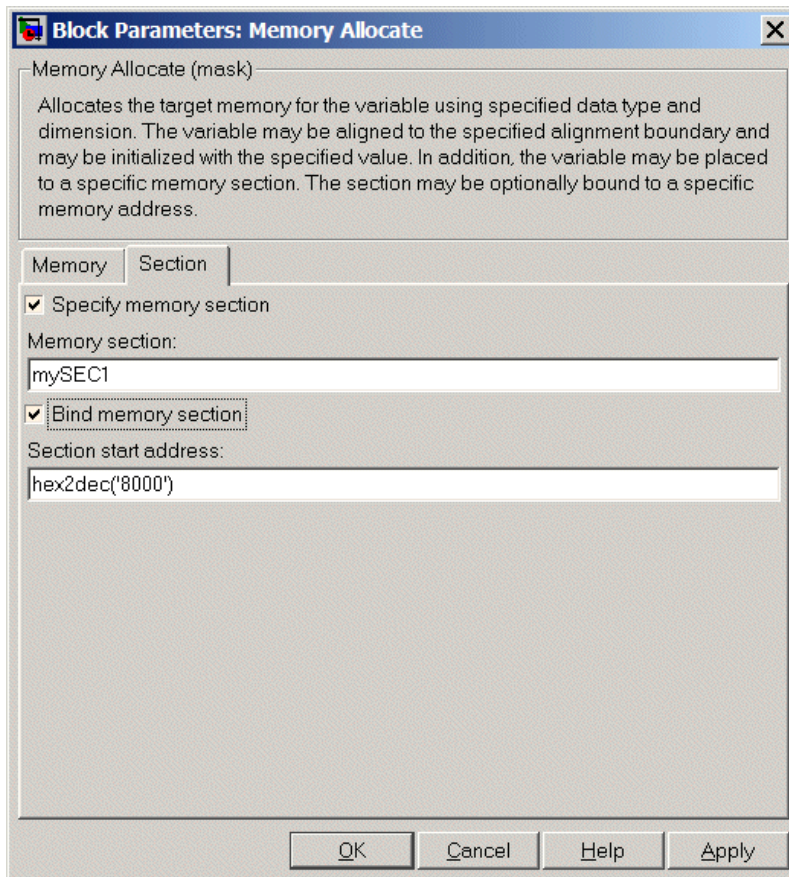 Block Parameters: Memory Allocate
Memory Allocate (mask)
Allocates the target memory for the variable using specified data type and
dimension. The variable may be aligned to the specified alignment boundary and
may be initialized with the specified value. In addition, the variable may be placed
to a specific memory section. The section may be optionally bound to a specific
memory address.
Memory
Section
Specify memory section
Memory section:
mySEC1
Bind memory section
Section start address:
hex2dec('8000')
OK
Cancel
Help
Apply